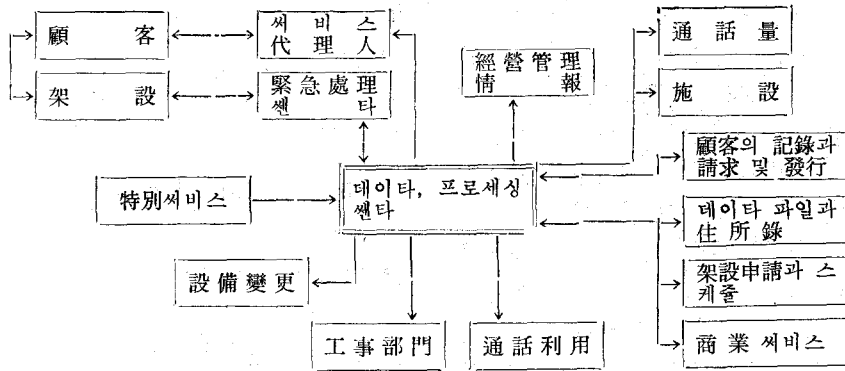 顧客
써비스
代理人
架設
緊急處理
쎈타
經營管理
情報
通話量
施設
顧客의 記錄과
請求 및 發行
特別써비스
데이타, 프로세싱
쎈타
데이타 파일과
住所錄
設備變更
架設申請과 스
케쥴
工事部門
通話利用
商業써비스